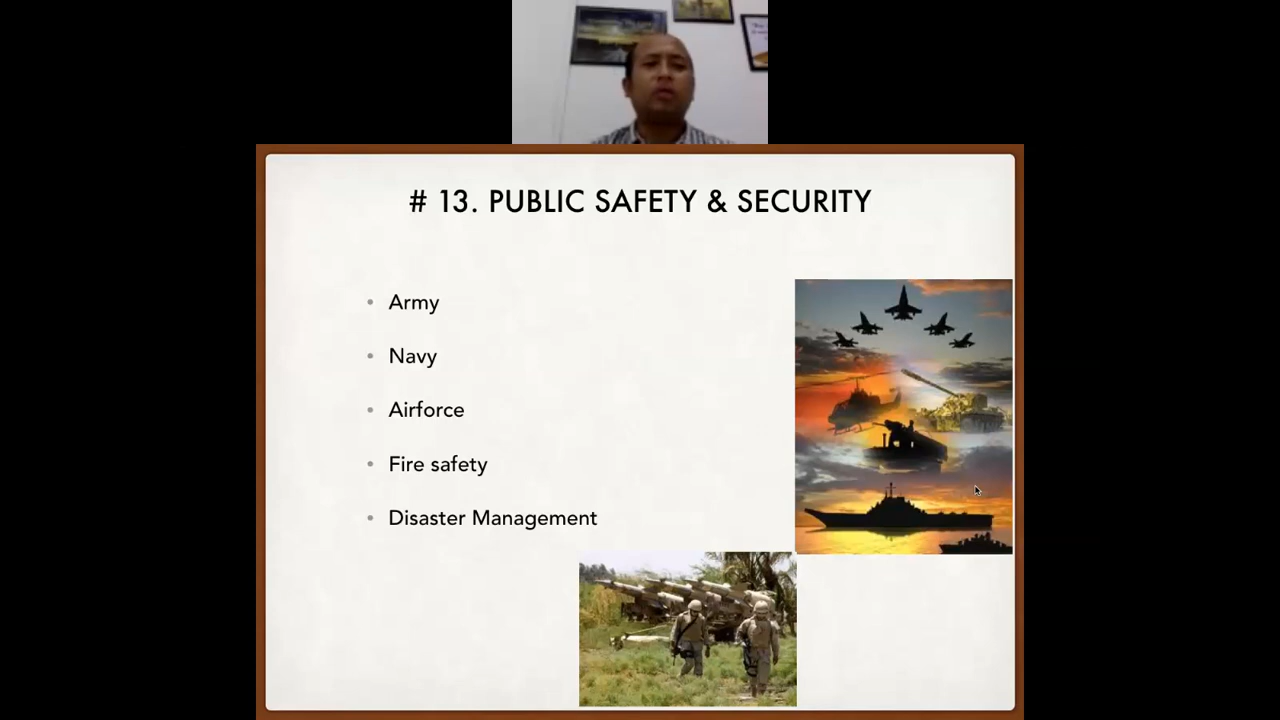 # 13. PUBLIC SAFETY & SECURITY
• Army
• Navy
• Airforce
• Fire safety
• Disaster Management